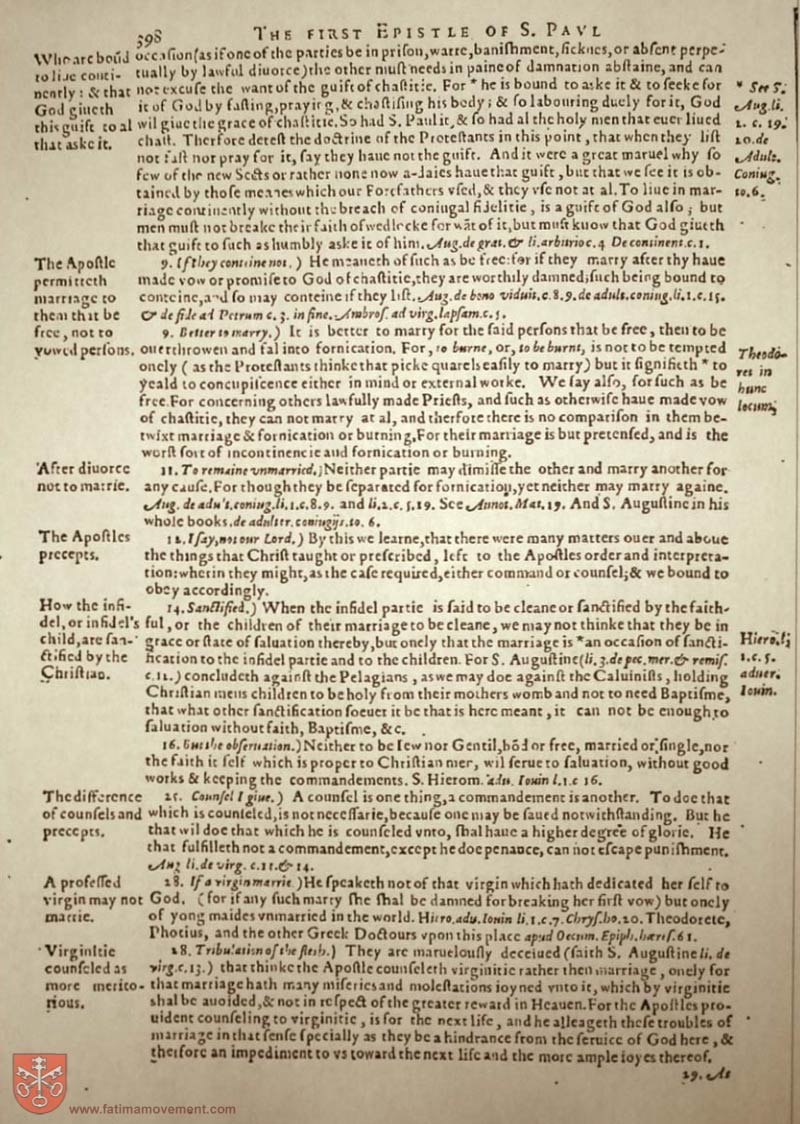 598
THE FIRST EPISTLE OF S. PAVL
Who are boūd
to liue conti-
nently: & that
God giueth
this guift to al
that aske it.
occasion (as if one of the parties be in prison, warre, banishment, sicknes, or absent perpe-
tually by lawful diuorce) the other must needs in paine of damnation abstaine, and can
not excuse the want of the guift of chastitie. For * he is bound to aske it & to seeke for
it of God by fasting, prayirg, & chastising his body; & so labouring duely for it, God
wil giue the grace of chastitie. So had S. Paul it, & so had al the holy men that euer liued
chast. Therfore detest the doctrine of the Protestants in this point, that when they list
not fast nor pray for it, say they haue not the guift. And it were a great maruel why so
few of the new Sects or rather none now a-daies haue that guift, but that we see it is ob-
tained by those meanes which our Forefathers vsed, & they vse not at al. To liue in mar-
riage continently without the breach of coniugal fidelitie, is a guift of God also; but
men must not breake their faith of wedlocke for wāt of it, but must know that God giueth
that guift to such as humbly aske it of him. Aug. de grat. & li. arbitrio c. 4 De continent. c. 1.
* See S.
Aug. li.
2. c. 19.
20. de
Adult.
Coniug.
to. 6.
The Apostle
permitteth
marriage to
them that be
free, not to
vowed persons.
9. If they conteine not.) He meaneth of such as be free: for if they marry after thy haue
made vow or promise to God of chastitie, they are worthily damned; such being bound to
conteine, and so may conteine if they list. Aug. de bono viduit. c. 8. 9. de adult. coniug. li. 1. c. 15.
& de fide ad Petrum c. 3. in fine. Ambros. ad virg. lapsam. c. 5.
9. Better to marry.) It is better to marry for the said persons that be free, then to be
ouerthrowen and fal into fornication. For, to burne, or, to be burnt, is not to be tempted
onely (as the Protestants thinke that picke quarels easily to marry) but it signifieth * to
yeald to concupiscence either in mind or external worke. We say also, for such as be
free. For concerning others lawfully made Priests, and such as otherwise haue made vow
of chastitie, they can not marry at al, and therfore there is no comparison in them be-
twixt marriage & fornication or burning. For their marriage is but pretensed, and is the
worst sort of incontinencie and fornication or burning.
Theodo-
ret in
hunc
locum;
After diuorce
not to marrie.
11. To remaine vnmarried.) Neither partie may dimisse the other and marry another for
any cause. For though they be separated for fornication, yet neither may marry againe.
Aug. de adu's. coniug. li. 1. c. 8. 9. and li. 2. c. 5. 19. See Annot. Mat. 19. And S. Augustine in his
whole books. de adulter. coniugijs. to. 6.
The Apostles
precepts.
12. I say, not our Lord.) By this we learne, that there were many matters ouer and aboue
the things that Christ taught or prescribed, left to the Apostles order and interpreta-
tion: wherin they might, as the case required, either command or counsel; & we bound to
obey accordingly.
How the infi-
del, or infidel's
child, are san-
ctified by the
Christian.
14. Sanctified.) When the infidel partie is said to be cleane or sanctified by the faith-
ful, or the children of their marriage to be cleane, we may not thinke that they be in
grace or state of saluation thereby, but onely that the marriage is * an occasion of sancti-
fication to the infidel partie and to the children. For S. Augustine (li. 3. de pec. mer. & remiss.
c. 12.) concludeth against the Pelagians, as we may doe against the Caluinists, holding
Christian mens children to be holy from their mothers womb and not to need Baptisme,
that what other sanctification soeuer it be that is here meant, it can not be enough to
saluation without faith, Baptisme, &c.
Hiero. li
1. c. 5.
aduer.
Iouin.
16. But the obseruation.) Neither to be Iew nor Gentil, bōd or free, married or single, nor
the faith it self which is proper to Christian mer, wil serue to saluation, without good
works & keeping the commandements. S. Hierom. adu. Iouin l. 1. c 16.
The difference
of counsels and
precepts.
25. Counsel I giue.) A counsel is one thing, a commandement is another. To doe that
which is counseled, is not necessarie, because one may be saued notwithstanding. But he
that wil doe that which he is counseled vnto, shal haue a higher degree of glorie. He
that fulfilleth not a commandement, except he doe penance, can not escape punishment.
Aug li. de virg. c. 15. & 14.
A professed
virgin may not
marrie.
28. If a virgin marrie) He speaketh not of that virgin which hath dedicated her self to
God. (for if any such marry she shal be damned for breaking her first vow) but onely
of yong maides vnmarried in the world. Hiero. adu. Iouin li. 1. c. 7. Chrys. ho. 20. Theodorete,
Photius, and the other Greek Doctours vpon this place apud Oecum. Epiph. hæres. 61.
Virginitie
counseled as
more merito-
rious.
28. Tribulation of the flesh.) They are maruelously deceiued (saith S. Augustine li. de
virg. c. 13.) that thinke the Apostle counseleth virginitie rather then marriage, onely for
that marriage hath many miseries and molestations ioyned vnto it, which by virginitie
shal be auoided, & not in respect of the greater reward in Heauen. For the Apostles pro-
uident counseling to virginitie, is for the next life, and he alleageth these troubles of
marriage in that sense specially as they be a hindrance from the seruice of God here, &
therfore an impediment to vs toward the next life and the more ample ioyes thereof.
29. As
www.fatimamovement.com